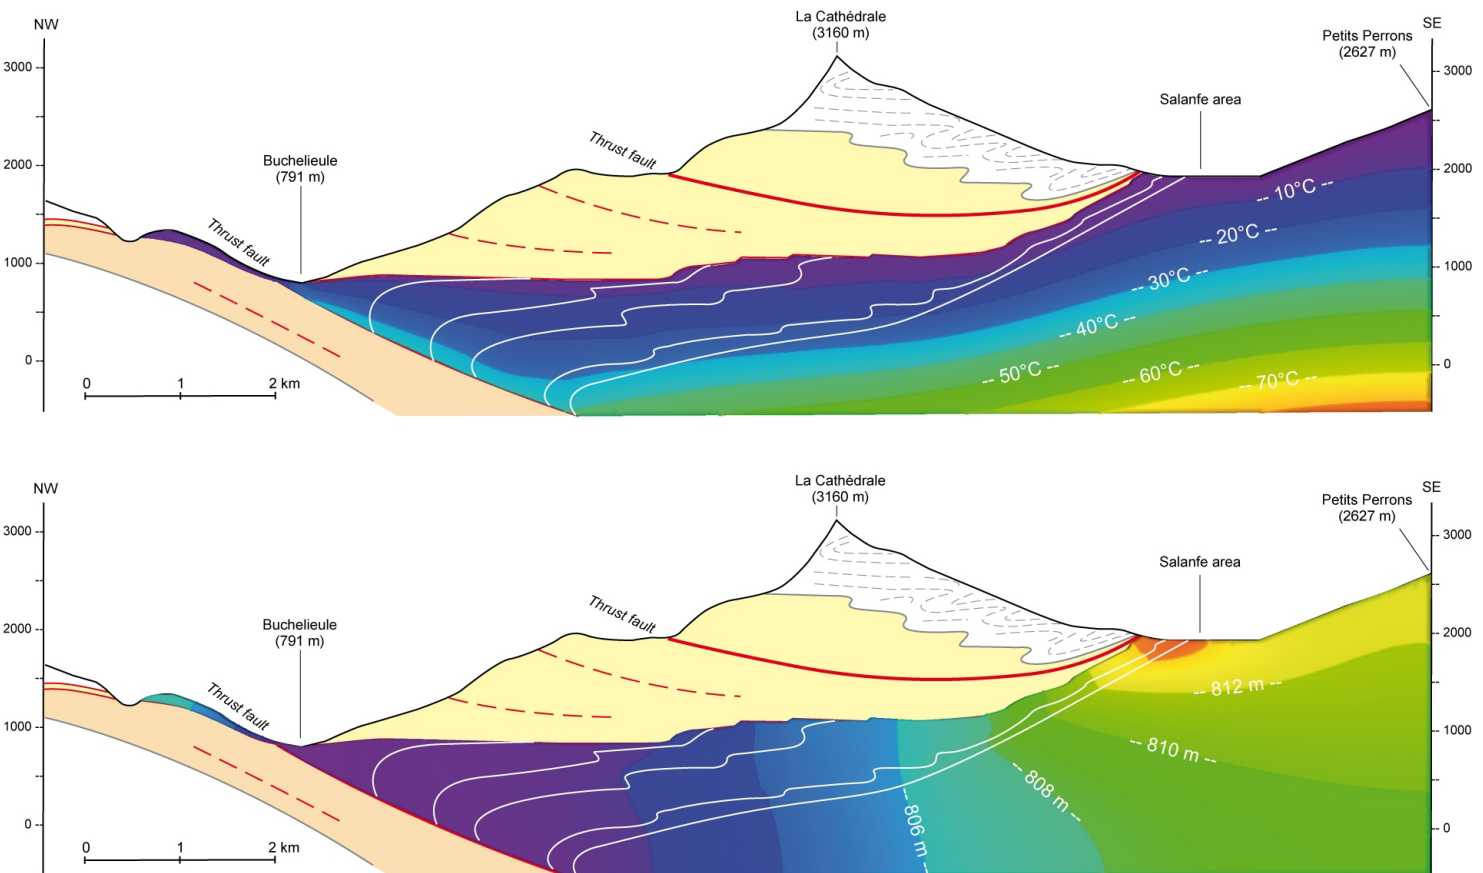 NW
La Cathédrale
(3160 m)
SE
Petits Perrons
(2627 m)
3000
3000
Salanfe area
Thrust fault
Buchelieule
(791 m)
2000
2000
-- 10°C --
Thrust fault
-- 20°C --
1000
1000
-- 30°C --
-- 40°C --
0
0
-- 50°C --
-- 60°C --
-- 70°C --
0 1 2 km
NW
La Cathédrale
(3160 m)
SE
Petits Perrons
(2627 m)
3000
3000
Salanfe area
Thrust fault
Buchelieule
(791 m)
2000
2000
-- 812 m --
Thrust fault
1000
1000
-- 810 m --
-- 808 m --
-- 806 m --
0
0
0 1 2 km